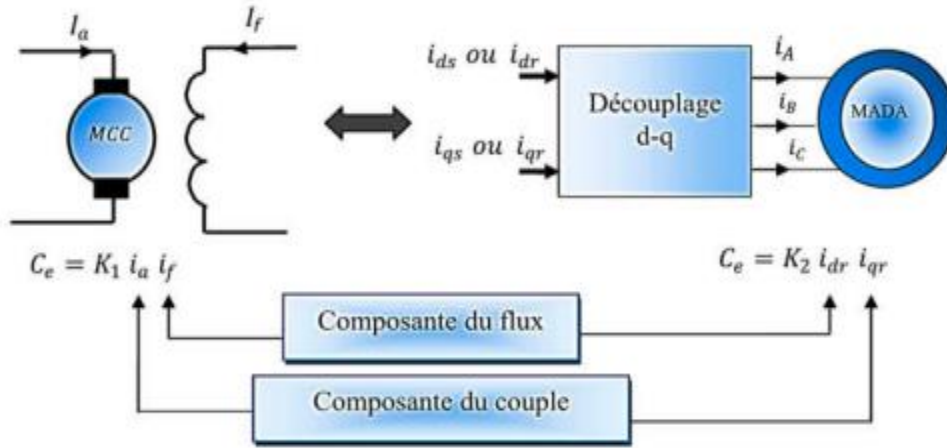 I_a
I_f
MCC
i_ds ou i_dr
i_qs ou i_qr
Découplage
d-q
i_A
i_B
i_C
MADA
C_e = K_1 i_a i_f
C_e = K_2 i_dr i_qr
Composante du flux
Composante du couple